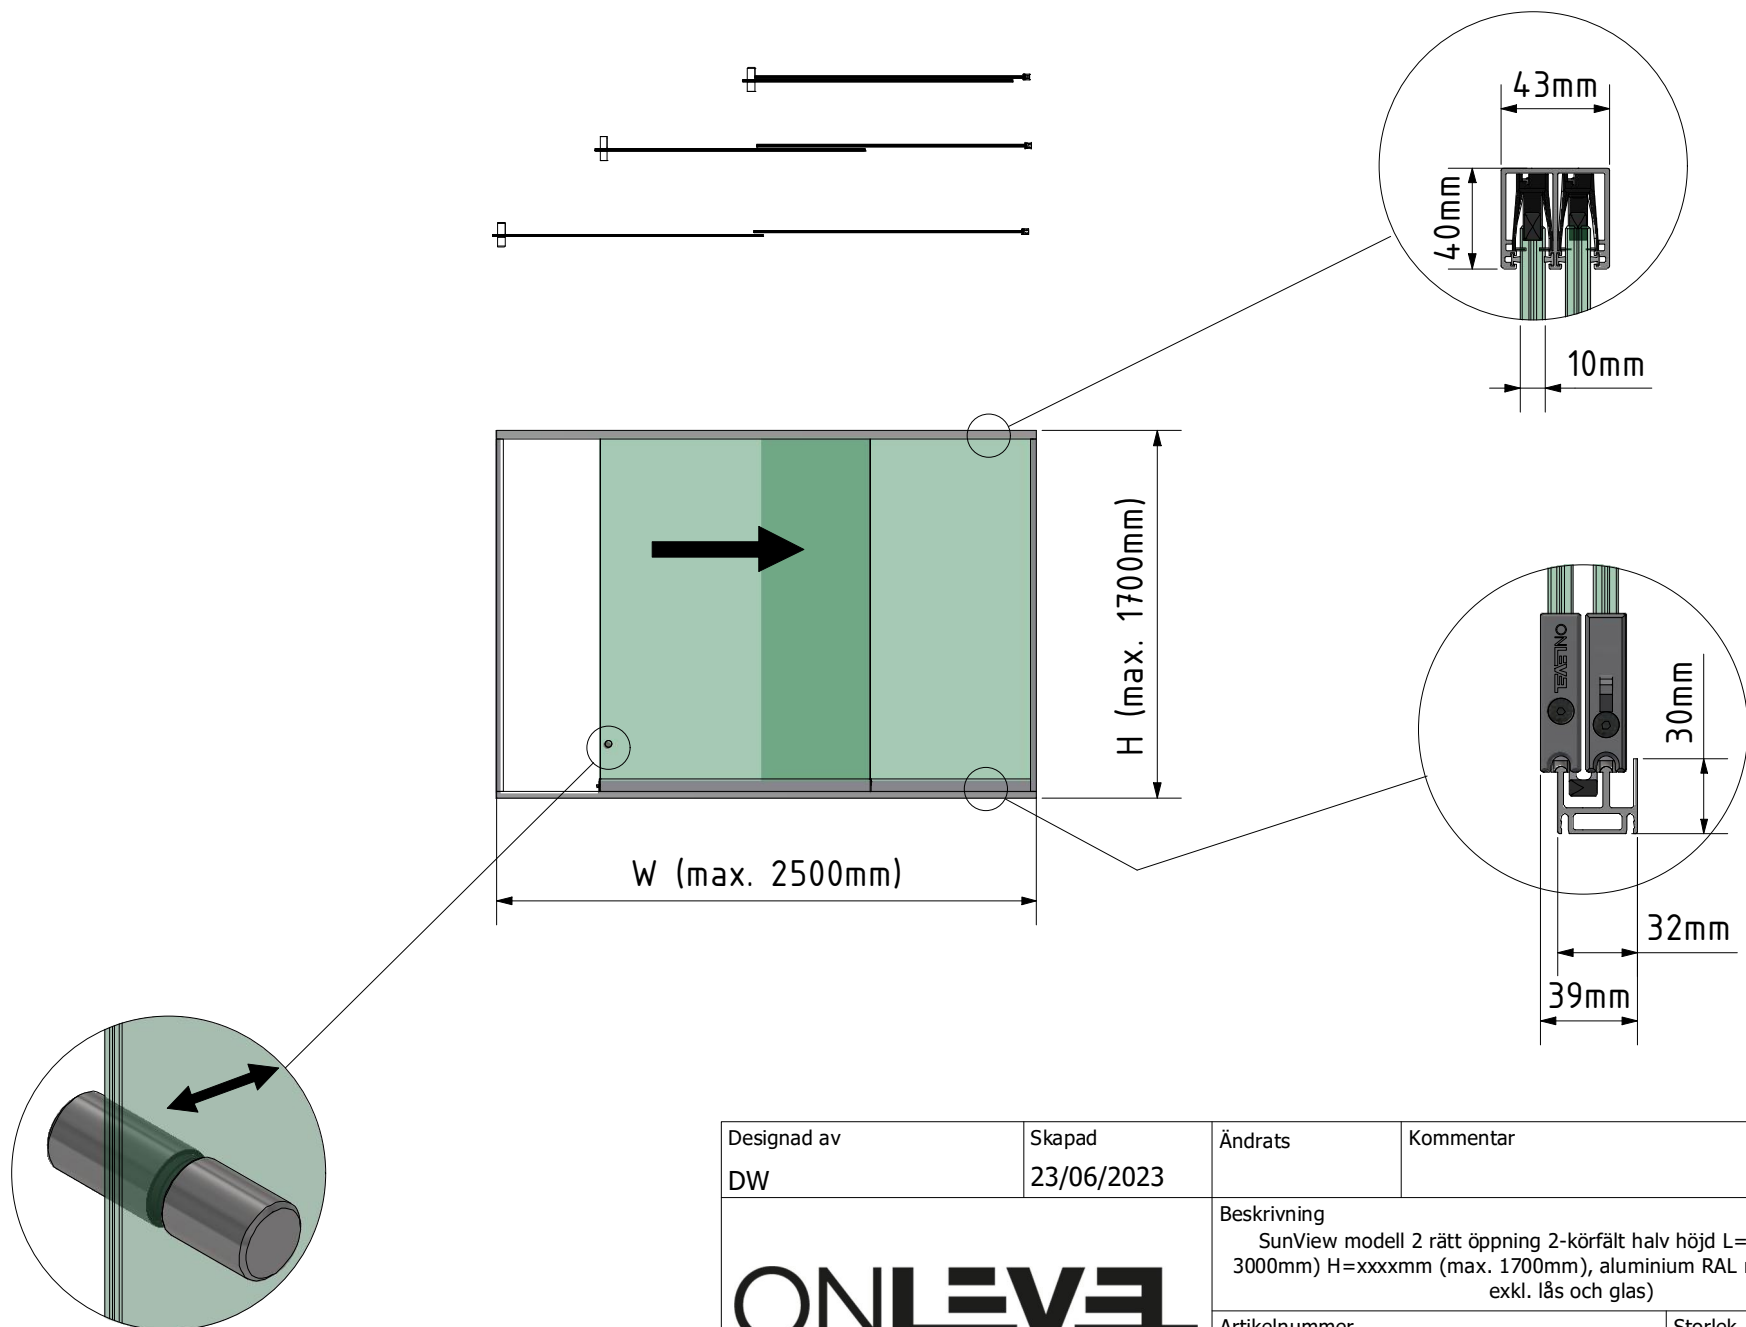 43mm
40mm
10mm
H (max. 1700mm)
W (max. 2500mm)
ONLEVEL
30mm
32mm
39mm
Designad av
DW
Skapad
23/06/2023
Ändrats
Kommentar
Beskrivning
SunView modell 2 rätt öppning 2-körfält halv höjd L=
3000mm) H=xxxxmm (max. 1700mm), aluminium RAL
exkl. lås och glas)
ONLEVEL
Artikelnummer
Storlek